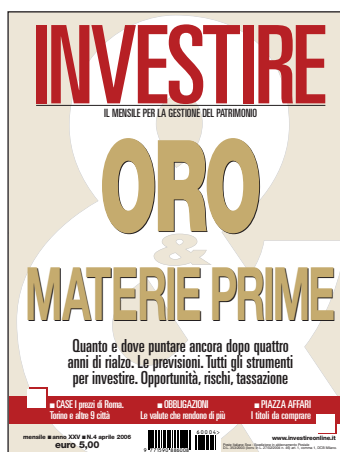 INVESTIRE
IL MENSILE PER LA GESTIONE DEL PATRIMONIO
ORO
&
MATERIE PRIME
Quanto e dove puntare ancora dopo quattro
anni di rialzo. Le previsioni. Tutti gli strumenti
per investire. Opportunità, rischi, tassazione
■ CASE I prezzi di Roma.
Torino e altre 9 città
■ OBBLIGAZIONI
Le valute che rendono di più
■ PIAZZA AFFARI
I titoli da comprare
mensile ■ anno XXV ■ N.4 aprile 2006
euro 5,00
60004
www.investireonline.it